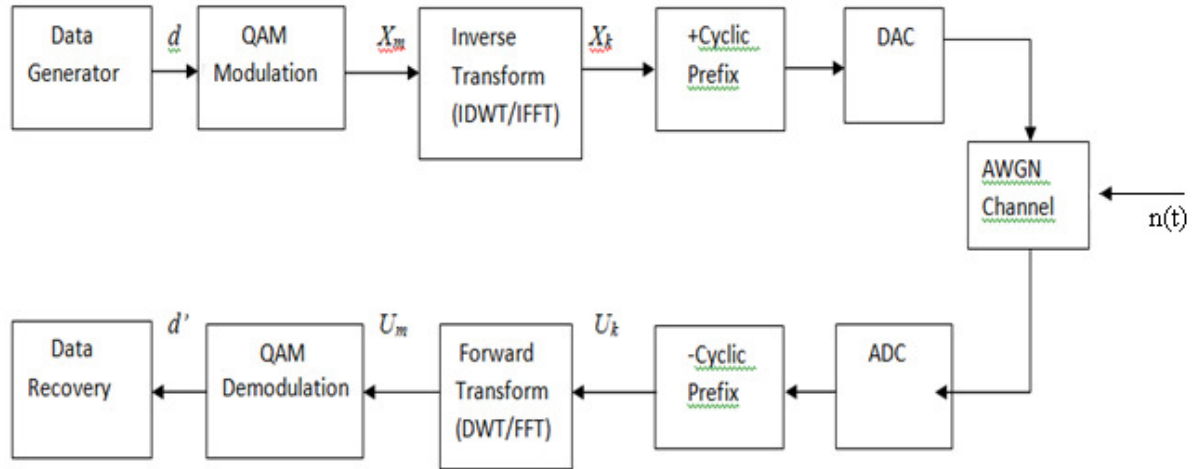 Data
Generator
d
QAM
Modulation
Xm
Inverse
Transform
(IDWT/IFFT)
Xk
+Cyclic
Prefix
DAC
AWGN
Channel
n(t)
Data
Recovery
d'
QAM
Demodulation
Um
Forward
Transform
(DWT/FFT)
Uk
-Cyclic
Prefix
ADC